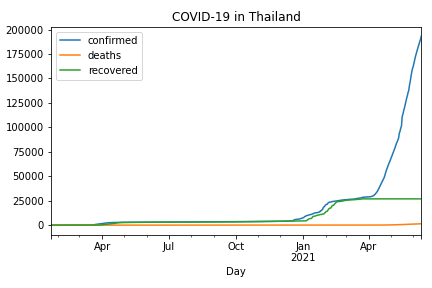 COVID-19 in Thailand
confirmed
deaths
recovered
200000
175000
150000
125000
100000
75000
50000
25000
0
Apr Jul Oct Jan Apr
2021
Day